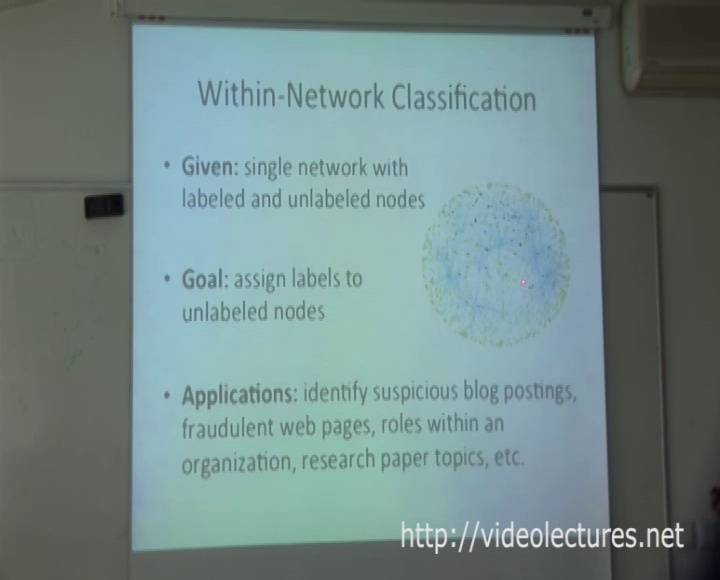 Within-Network Classification
• Given: single network with
labeled and unlabeled nodes
• Goal: assign labels to
unlabeled nodes
• Applications: identify suspicious blog postings,
fraudulent web pages, roles within an
organization, research paper topics, etc.
http://videolectures.net